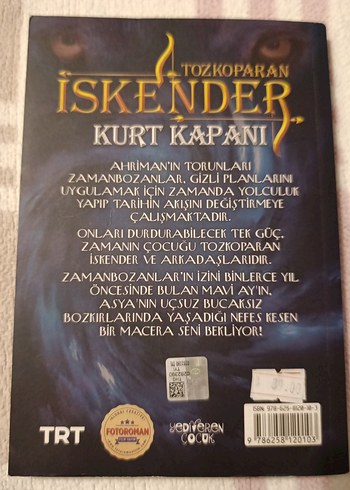 TOZKOPARAN
İSKENDER
KURT KAPANI
AHRİMAN'IN TORUNLARI
ZAMANBOZANLAR, GİZLİ PLANLARINI
UYGULAMAK İÇİN ZAMANDA YOLCULUK
YAPIP TARİHİN AKIŞINI DEĞİŞTİRMEYE
ÇALIŞMAKTADIR.
ONLARI DURDURABİLECEK TEK GÜÇ,
ZAMANIN ÇOCUĞU TOZKOPARAN
İSKENDER VE ARKADAŞLARIDIR.
ZAMANBOZANLAR'IN İZİNİ BİNLERCE YIL
ÖNCESİNDE BULAN MAVİ AY'IN,
ASYA'NIN UÇSUZ BUCAKSIZ
BOZKIRLARINDA YAŞADIĞI NEFES KESEN
BİR MACERA SENİ BEKLİYOR!
TRT
FOTOROMAN
yediveren
çocuk
9 786258 120103